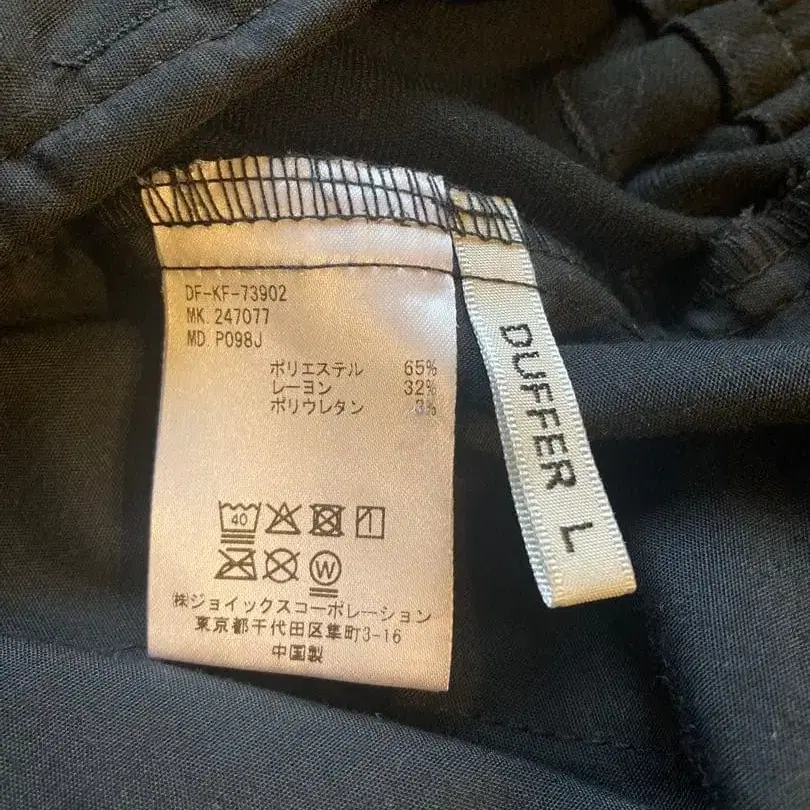 DF-KF-73902
MK. 247077
MD. P098J
ポリエステル 65%
レーヨン 32%
ポリウレタン 3%
40
W
㈱ジョイックスコーポレーション
東京都千代田区隼町3-16
中国製
DUFFER L